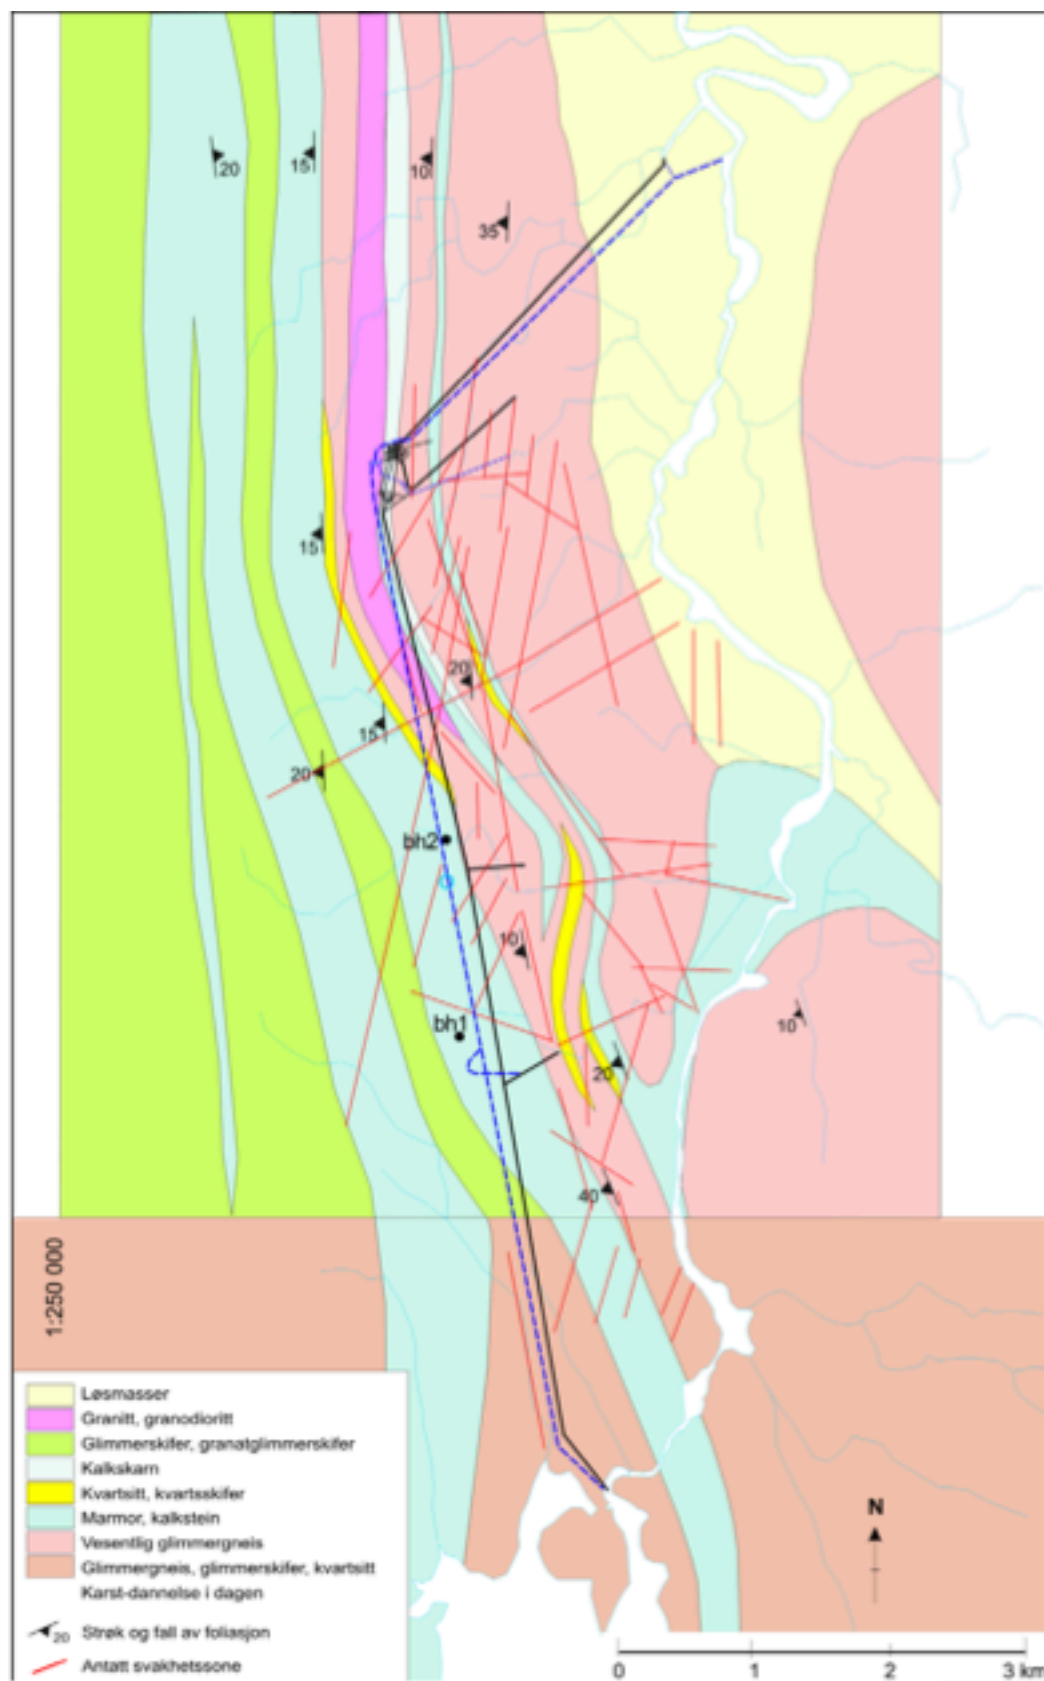 20
15
10
35
15
20
15
20
bh2
10
bh1
10
20
40
1:250 000
Løsmasser
Granitt, granodioritt
Glimmerskifer, granatglimmerskifer
Kalkskarn
Kvartsitt, kvartsskifer
Marmor, kalkstein
Vesentlig glimmergneis
Glimmergneis, glimmerskifer, kvartsitt
Karst-dannelse i dagen
20 Strøk og fall av foliasjon
Antatt svakhetssone
N
0 1 2 3 km